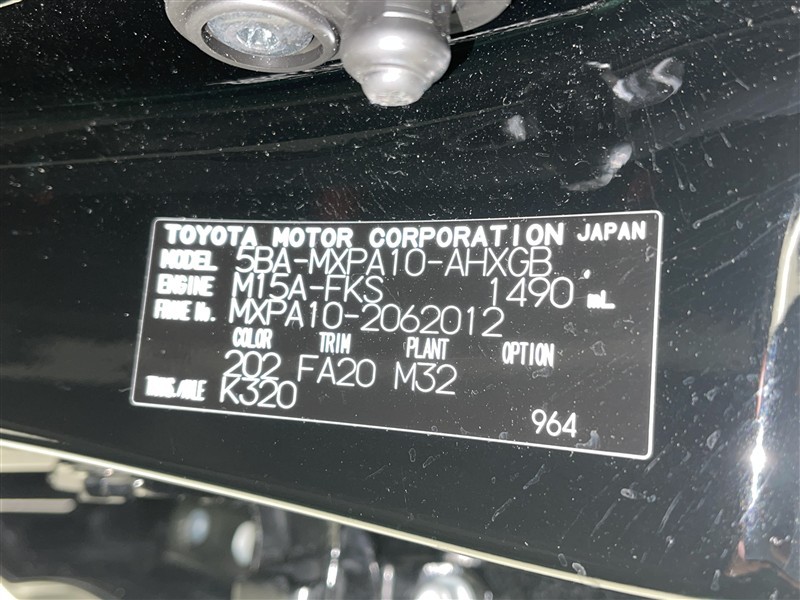 TOYOTA MOTOR CORPORATION JAPAN
MODEL 5BA-MXPA10-AHXGB
ENGINE M15A-FKS 1490 mL
FRAME No. MXPA10-2062012
COLOR TRIM PLANT OPTION
202 FA20 M32
TRANS./AXLE K320
964